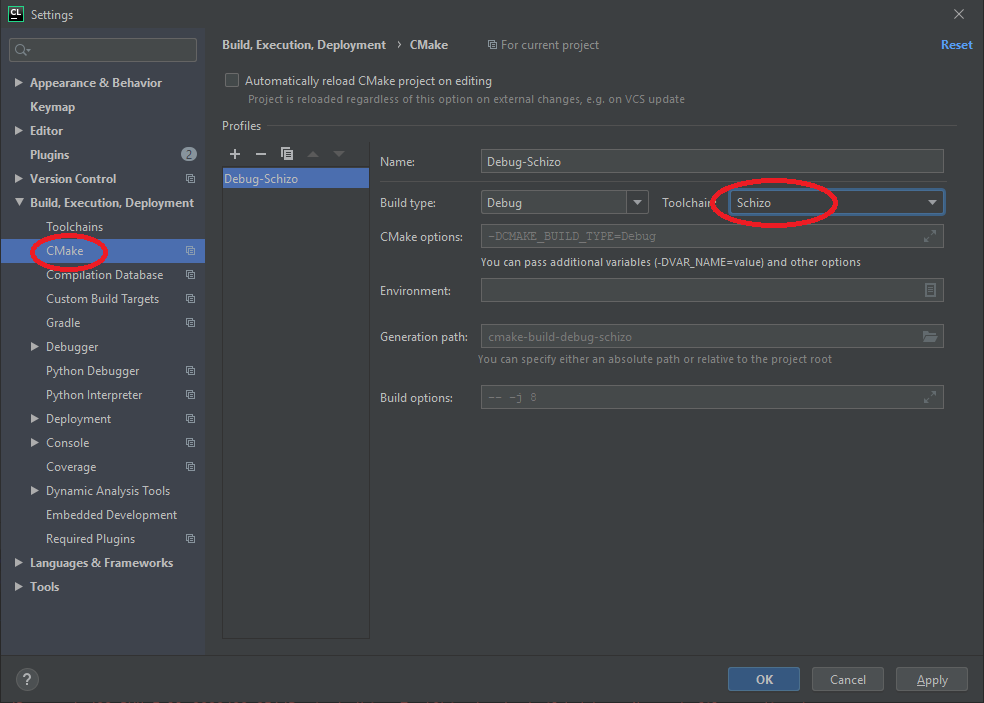 CL
Settings
Build, Execution, Deployment › CMake
For current project
Reset
Appearance & Behavior
Keymap
Editor
Plugins 2
Version Control
Build, Execution, Deployment
Toolchains
CMake
Compilation Database
Custom Build Targets
Gradle
Debugger
Python Debugger
Python Interpreter
Deployment
Console
Coverage
Dynamic Analysis Tools
Embedded Development
Required Plugins
Languages & Frameworks
Tools
Automatically reload CMake project on editing
Project is reloaded regardless of this option on external changes, e.g. on VCS update
Profiles
Debug-Schizo
Name: Debug-Schizo
Build type: Debug Toolchain: Schizo
CMake options: -DCMAKE_BUILD_TYPE=Debug
You can pass additional variables (-DVAR_NAME=value) and other options
Environment:
Generation path: cmake-build-debug-schizo
You can specify either an absolute path or relative to the project root
Build options: -- -j 8
? OK Cancel Apply